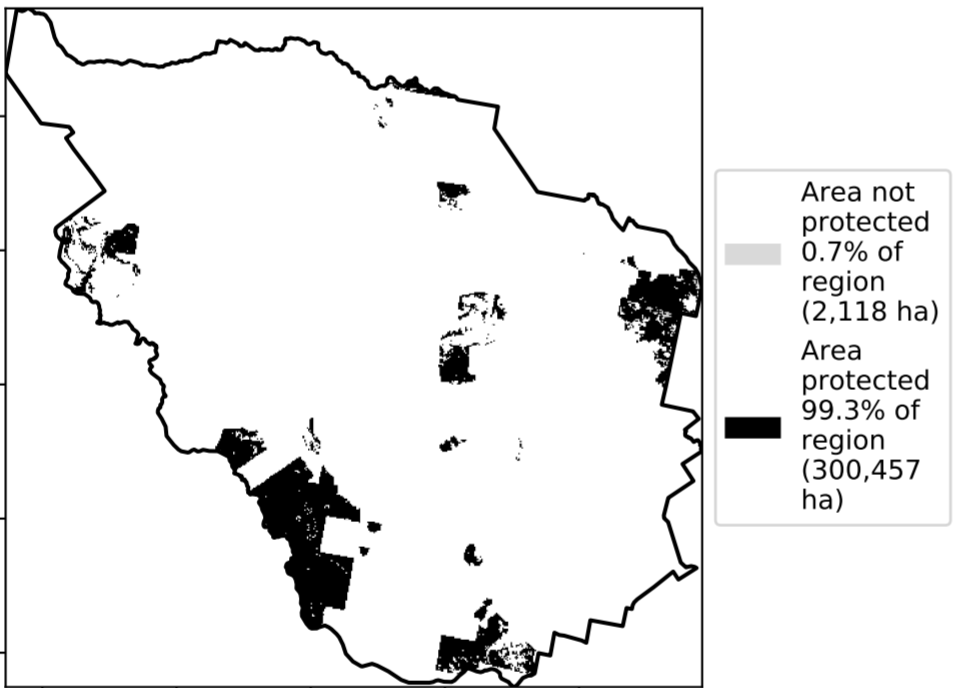 Area not
protected
0.7% of
region
(2,118 ha)
Area
protected
99.3% of
region
(300,457
ha)